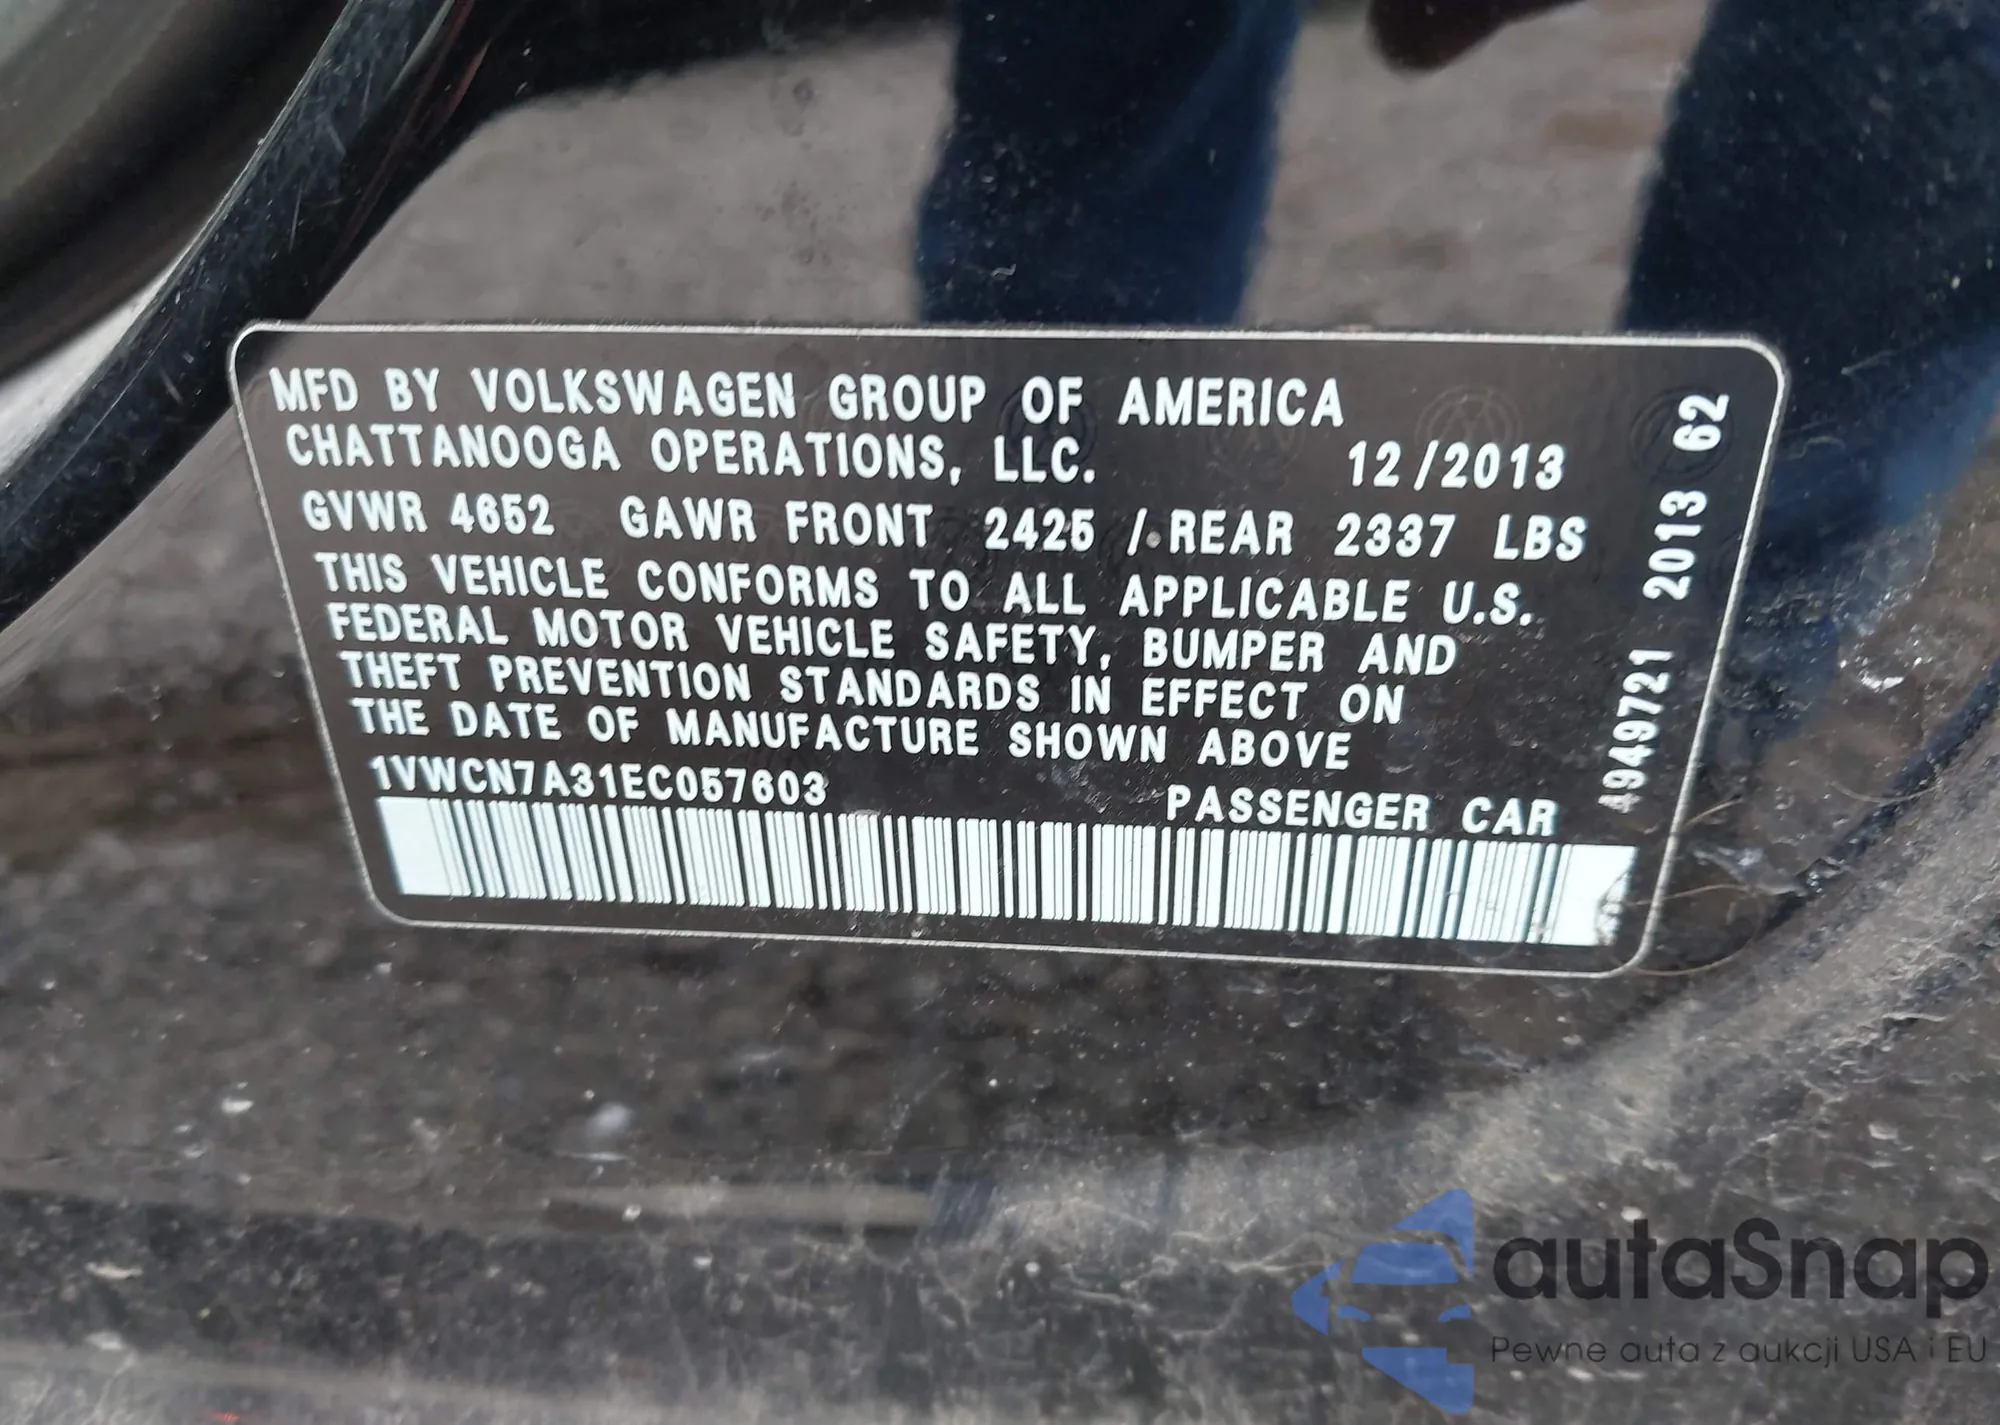 MFD BY VOLKSWAGEN GROUP OF AMERICA
CHATTANOOGA OPERATIONS, LLC. 12/2013
GVWR 4652 GAWR FRONT 2425 / REAR 2337 LBS
THIS VEHICLE CONFORMS TO ALL APPLICABLE U.S.
FEDERAL MOTOR VEHICLE SAFETY, BUMPER AND
THEFT PREVENTION STANDARDS IN EFFECT ON
THE DATE OF MANUFACTURE SHOWN ABOVE
1VWCN7A31EC057603
PASSENGER CAR
4949721 2013 62
autaSnap
Pewne auta z aukcji USA i EU